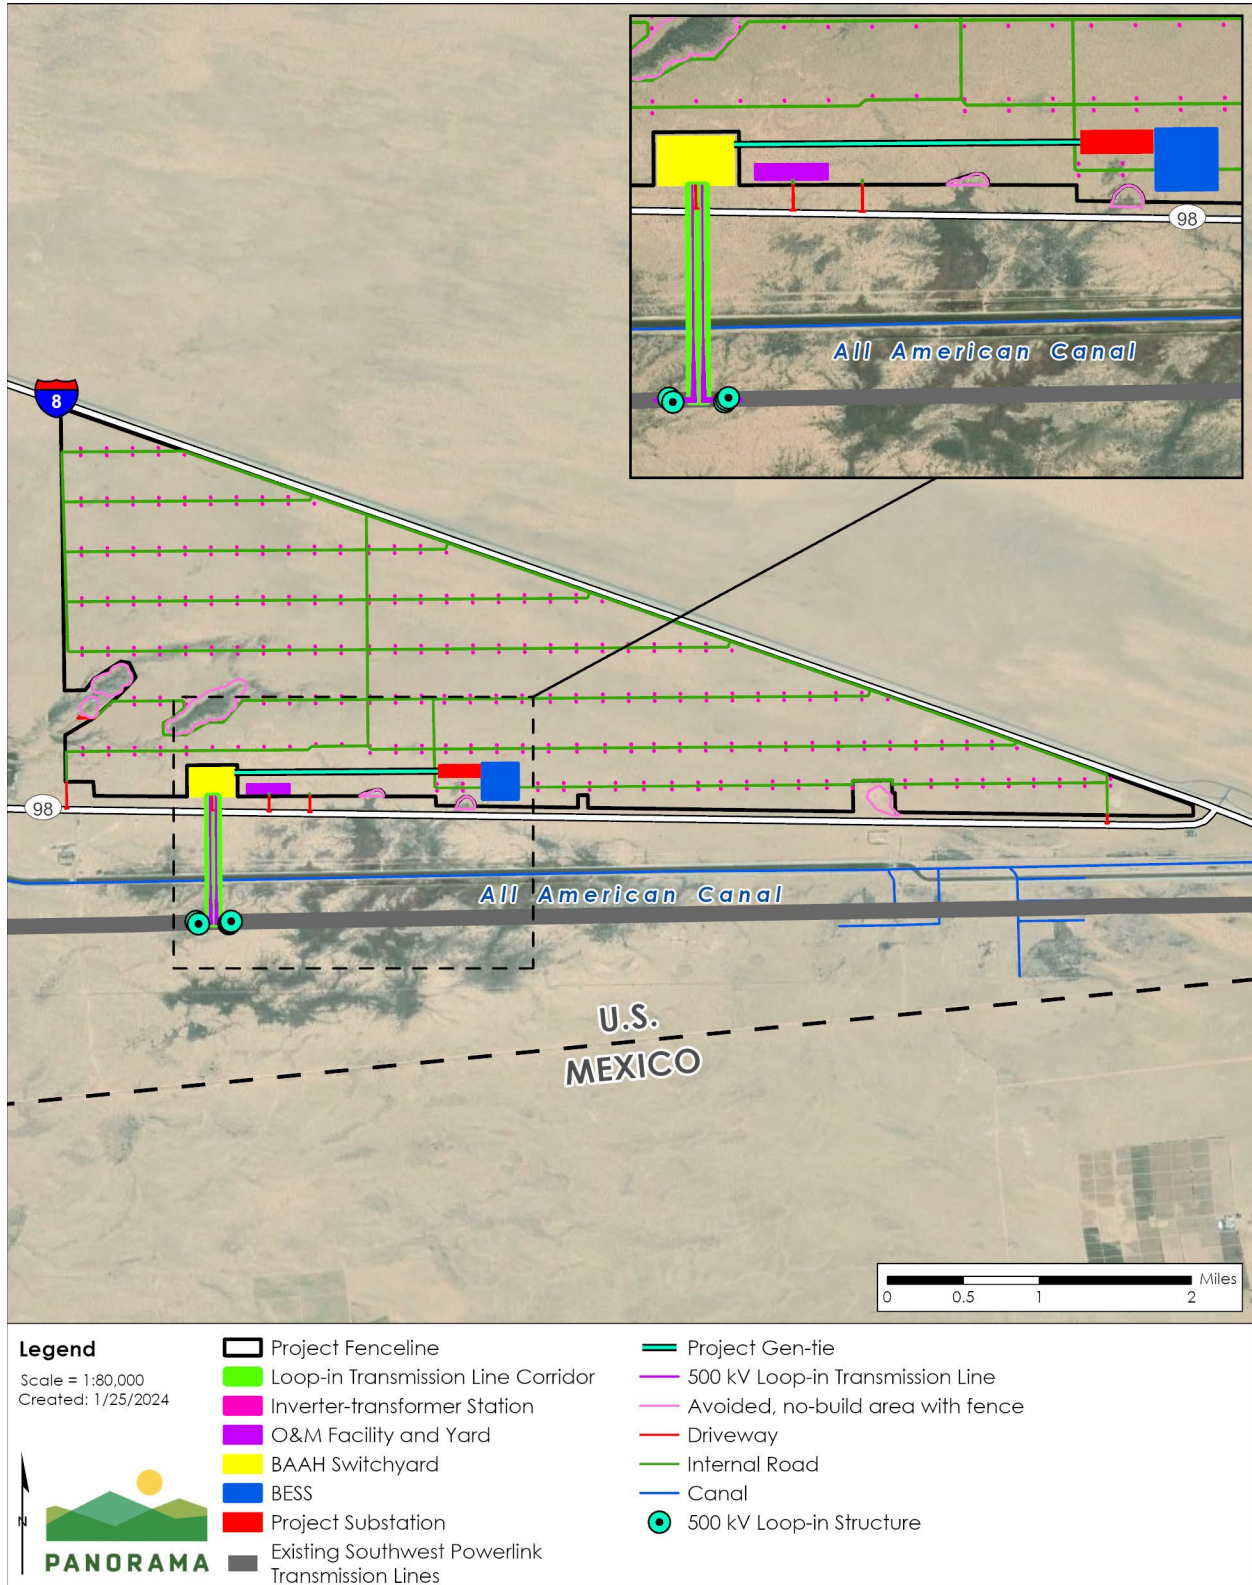 98
All American Canal
8
98
All American Canal
U.S.
MEXICO
Miles
0 0.5 1 2
Legend
Scale = 1:80,000
Created: 1/25/2024
N
PANORAMA
Project Fenceline
Loop-in Transmission Line Corridor
Inverter-transformer Station
O&M Facility and Yard
BAAH Switchyard
BESS
Project Substation
Existing Southwest Powerlink
Transmission Lines
Project Gen-tie
500 kV Loop-in Transmission Line
Avoided, no-build area with fence
Driveway
Internal Road
Canal
500 kV Loop-in Structure